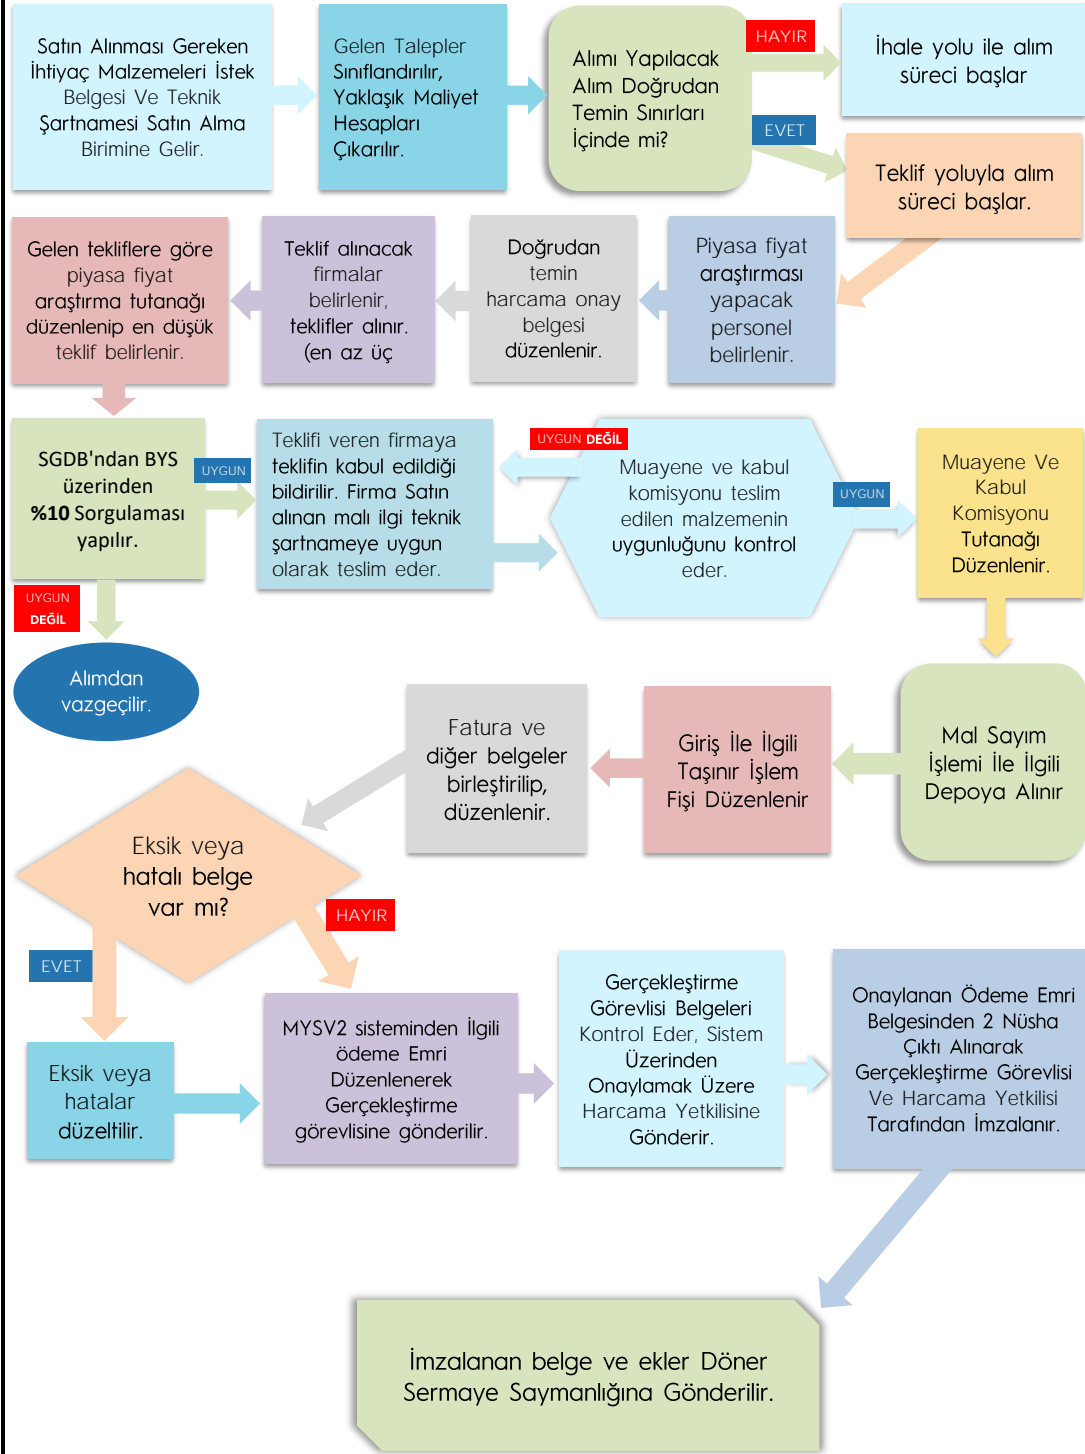 Satın Alınması Gereken
İhtiyaç Malzemeleri İstek
Belgesi Ve Teknik
Şartnamesi Satın Alma
Birimine Gelir.
Gelen Talepler
Sınıflandırılır,
Yaklaşık Maliyet
Hesapları
Çıkarılır.
Alımı Yapılacak
Alım Doğrudan
Temin Sınırları
İçinde mi?
HAYIR
İhale yolu ile alım
süreci başlar
EVET
Teklif yoluyla alım
süreci başlar.
Piyasa fiyat
araştırması
yapacak
personel
belirlenir.
Doğrudan
temin
harcama onay
belgesi
düzenlenir.
Teklif alınacak
firmalar
belirlenir,
teklifler alınır.
(en az üç
Gelen tekliflere göre
piyasa fiyat
araştırma tutanağı
düzenlenip en düşük
teklif belirlenir.
SGDB'ndan BYS
üzerinden
%10 Sorgulaması
yapılır.
UYGUN
UYGUN
DEĞİL
Alımdan
vazgeçilir.
Teklifi veren firmaya
teklifin kabul edildiği
bildirilir. Firma Satın
alınan malı ilgi teknik
şartnameye uygun
olarak teslim eder.
UYGUN DEĞİL
Muayene ve kabul
komisyonu teslim
edilen malzemenin
uygunluğunu kontrol
eder.
UYGUN
Muayene Ve
Kabul
Komisyonu
Tutanağı
Düzenlenir.
Mal Sayım
İşlemi İle İlgili
Depoya Alınır
Giriş İle İlgili
Taşınır İşlem
Fişi Düzenlenir
Fatura ve
diğer belgeler
birleştirilip,
düzenlenir.
Eksik veya
hatalı belge
var mı?
HAYIR
EVET
Eksik veya
hatalar
düzeltilir.
MYSV2 sisteminden İlgili
ödeme Emri
Düzenlenerek
Gerçekleştirme
görevlisine gönderilir.
Gerçekleştirme
Görevlisi Belgeleri
Kontrol Eder, Sistem
Üzerinden
Onaylamak Üzere
Harcama Yetkilisine
Gönderir.
Onaylanan Ödeme Emri
Belgesinden 2 Nüsha
Çıktı Alınarak
Gerçekleştirme Görevlisi
Ve Harcama Yetkilisi
Tarafından İmzalanır.
İmzalanan belge ve ekler Döner
Sermaye Saymanlığına Gönderilir.